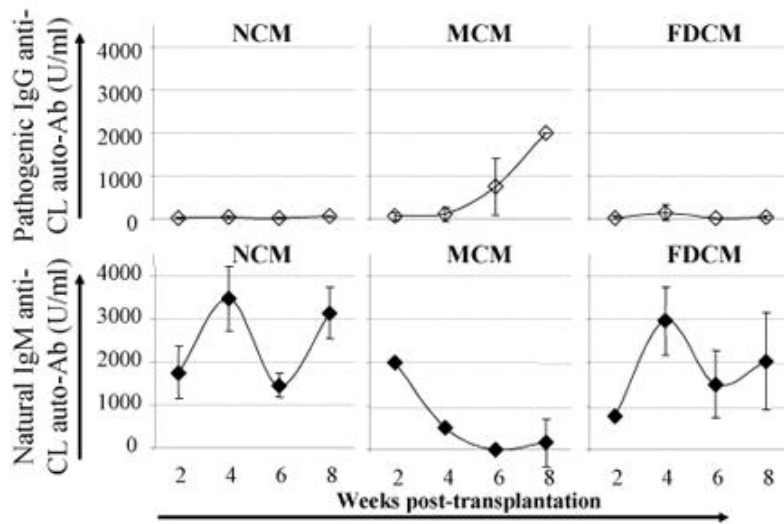 Pathogenic IgG anti-
CL auto-Ab (U/ml)
NCM
MCM
FDCM
4000
3000
2000
1000
0
Natural IgM anti-
CL auto-Ab (U/ml)
NCM
MCM
FDCM
4000
3000
2000
1000
0
2 4 6 8
2 4 6 8
2 4 6 8
Weeks post-transplantation